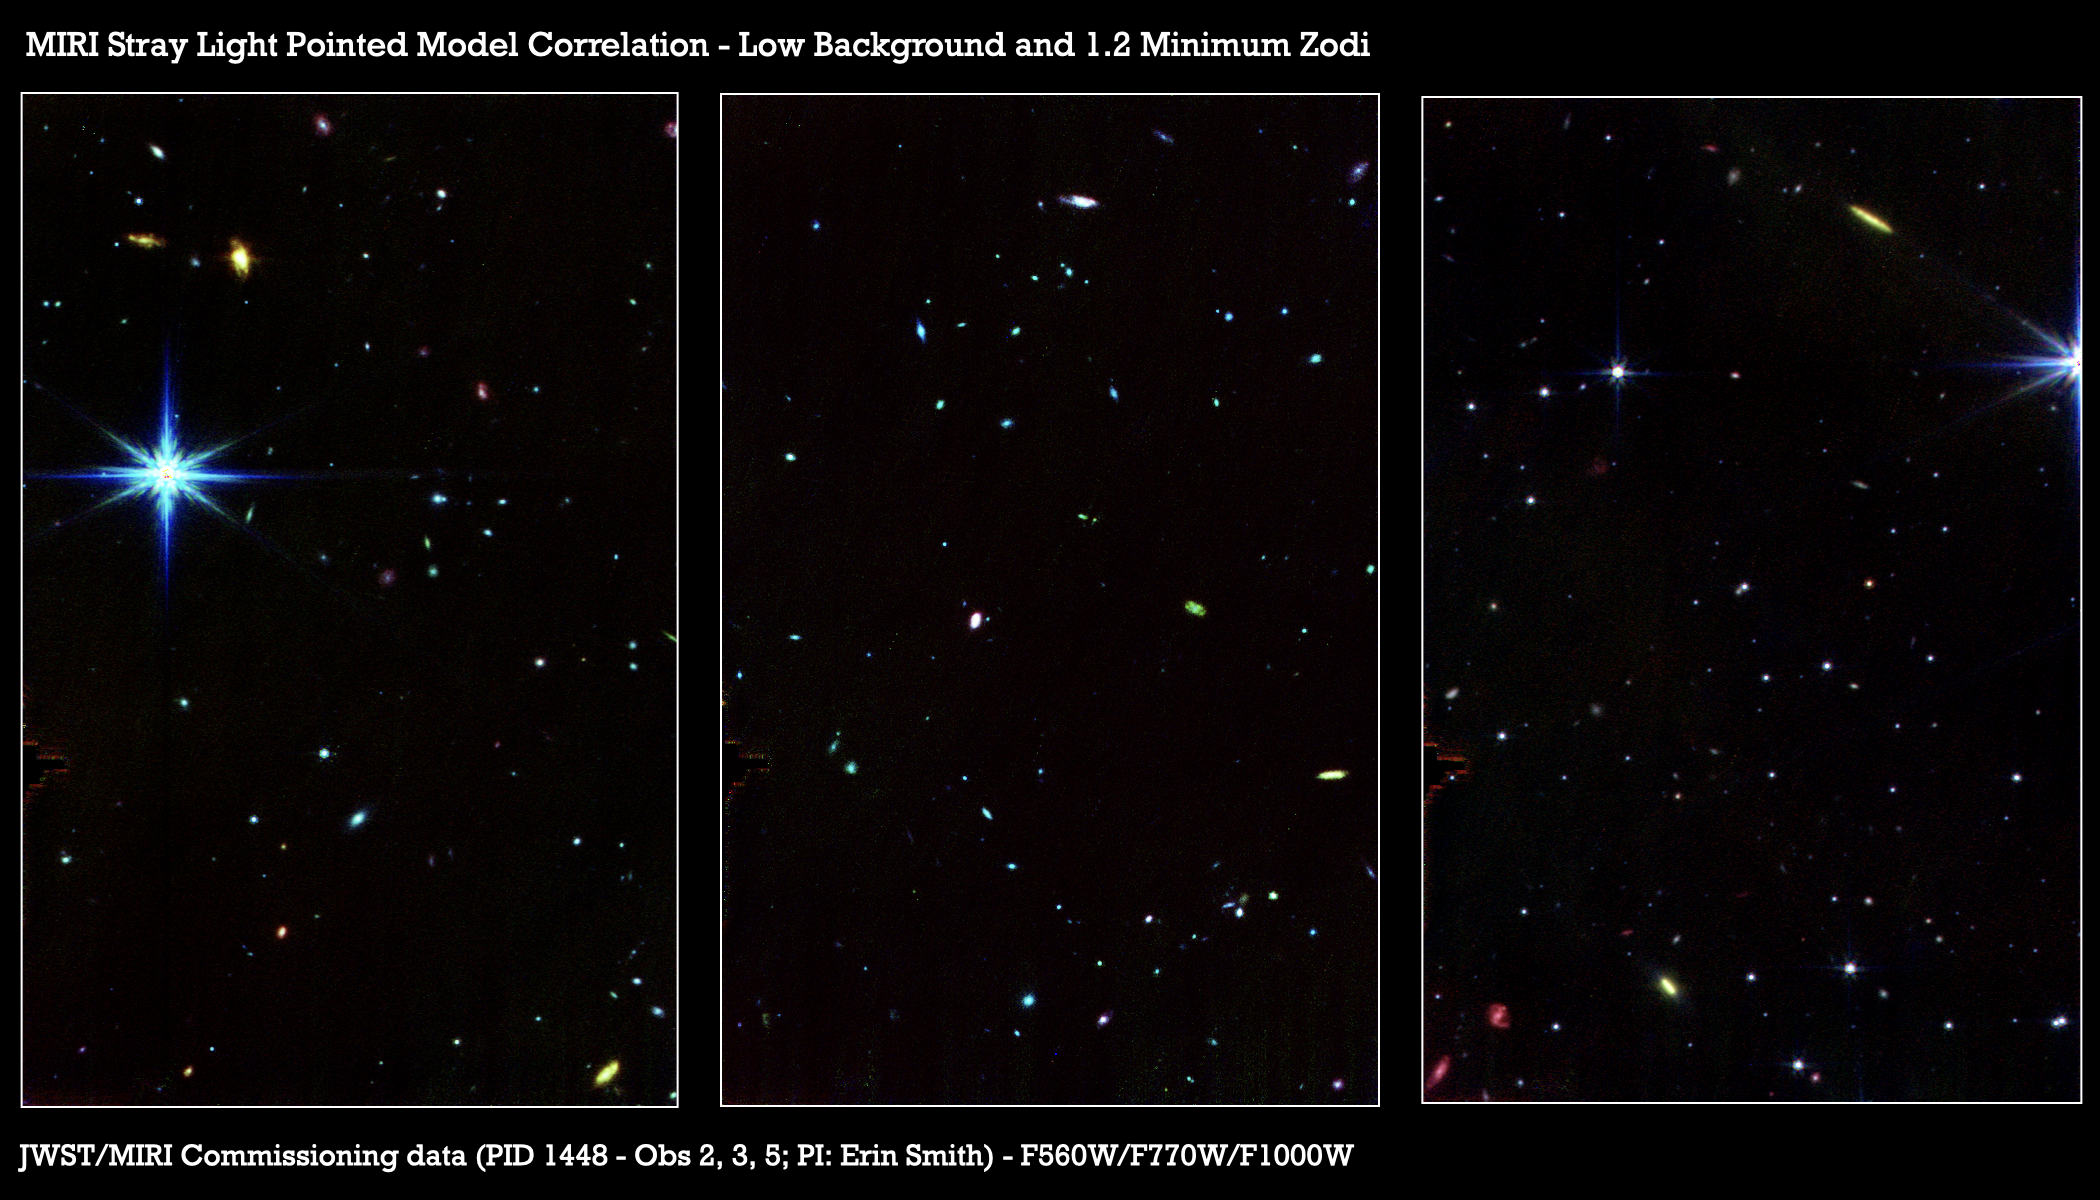 MIRI Stray Light Pointed Model Correlation - Low Background and 1.2 Minimum Zodi
JWST/MIRI Commissioning data (PID 1448 - Obs 2, 3, 5; PI: Erin Smith) - F560W/F770W/F1000W